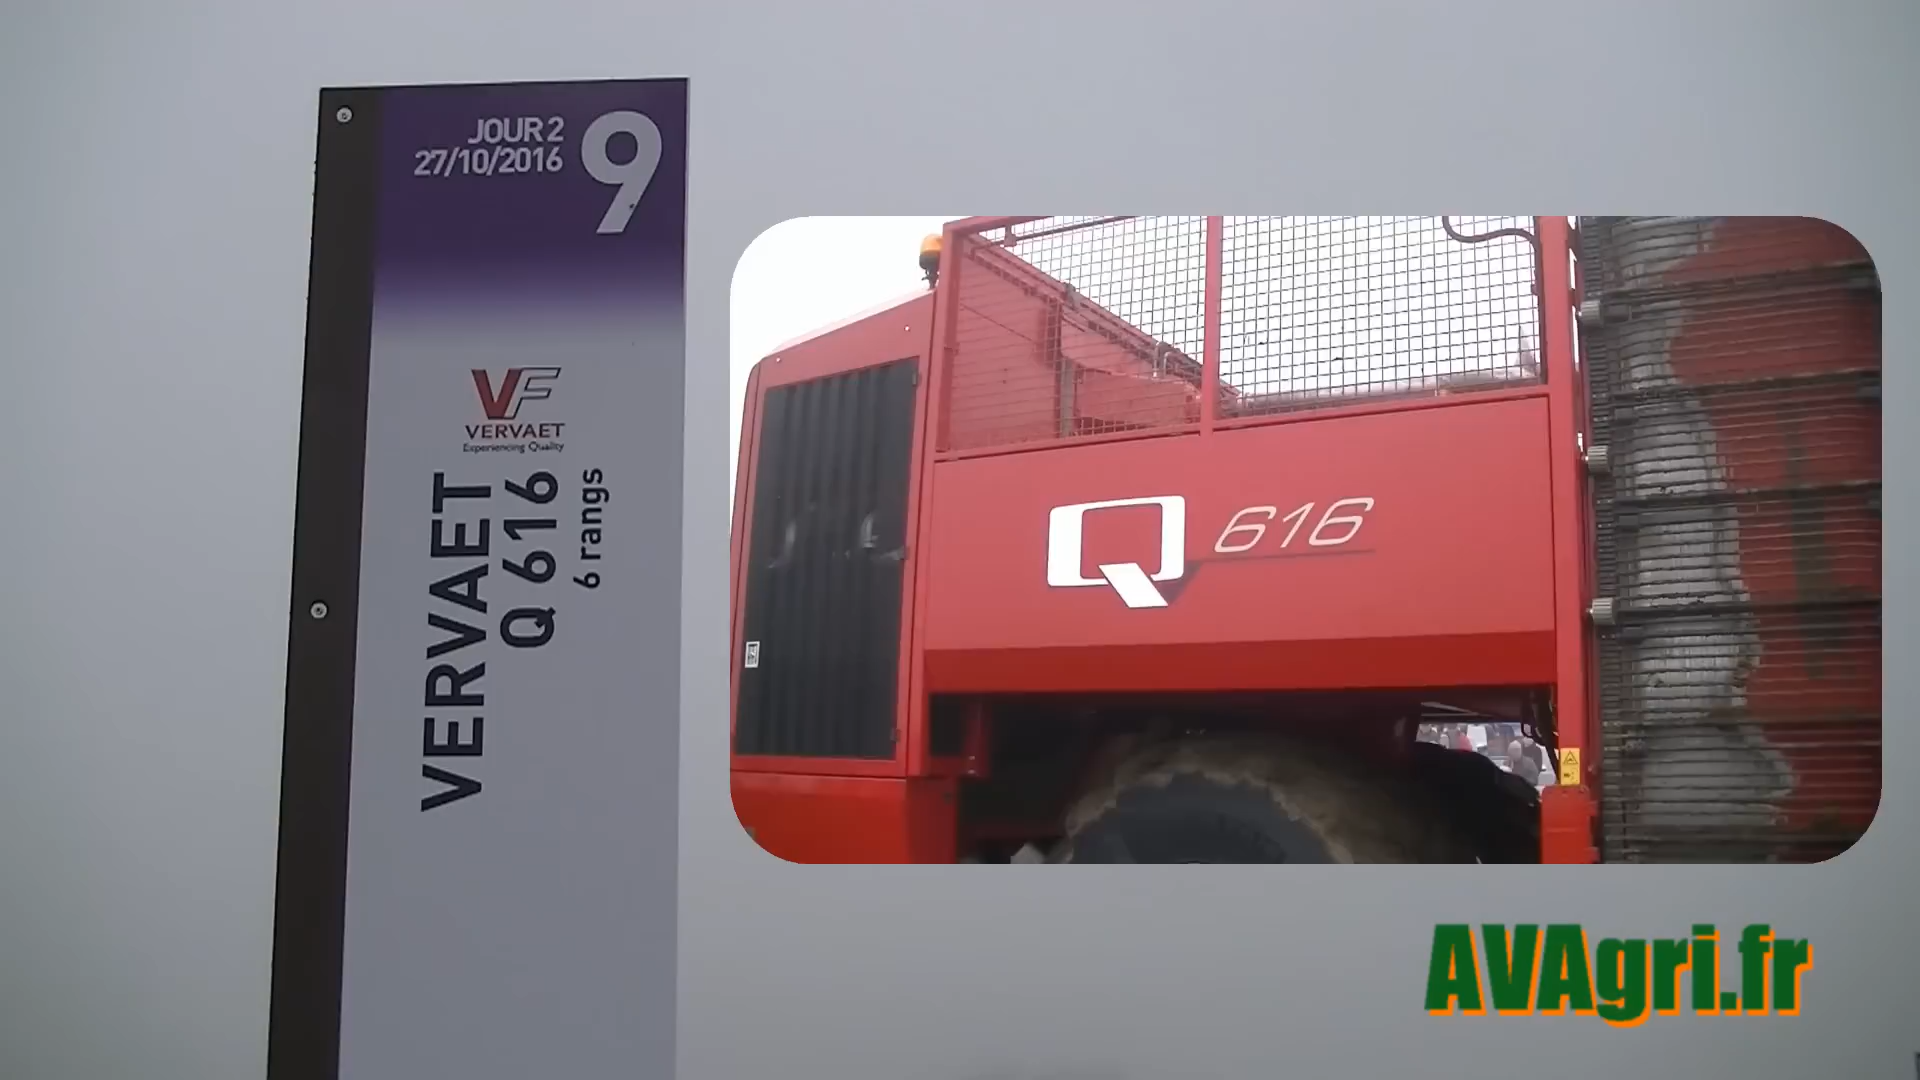 JOUR 2
27/10/2016
9
VF
VERVAET
Experiencing Quality
VERVAET
Q 616
6 rangs
Q 616
AVAgri.fr